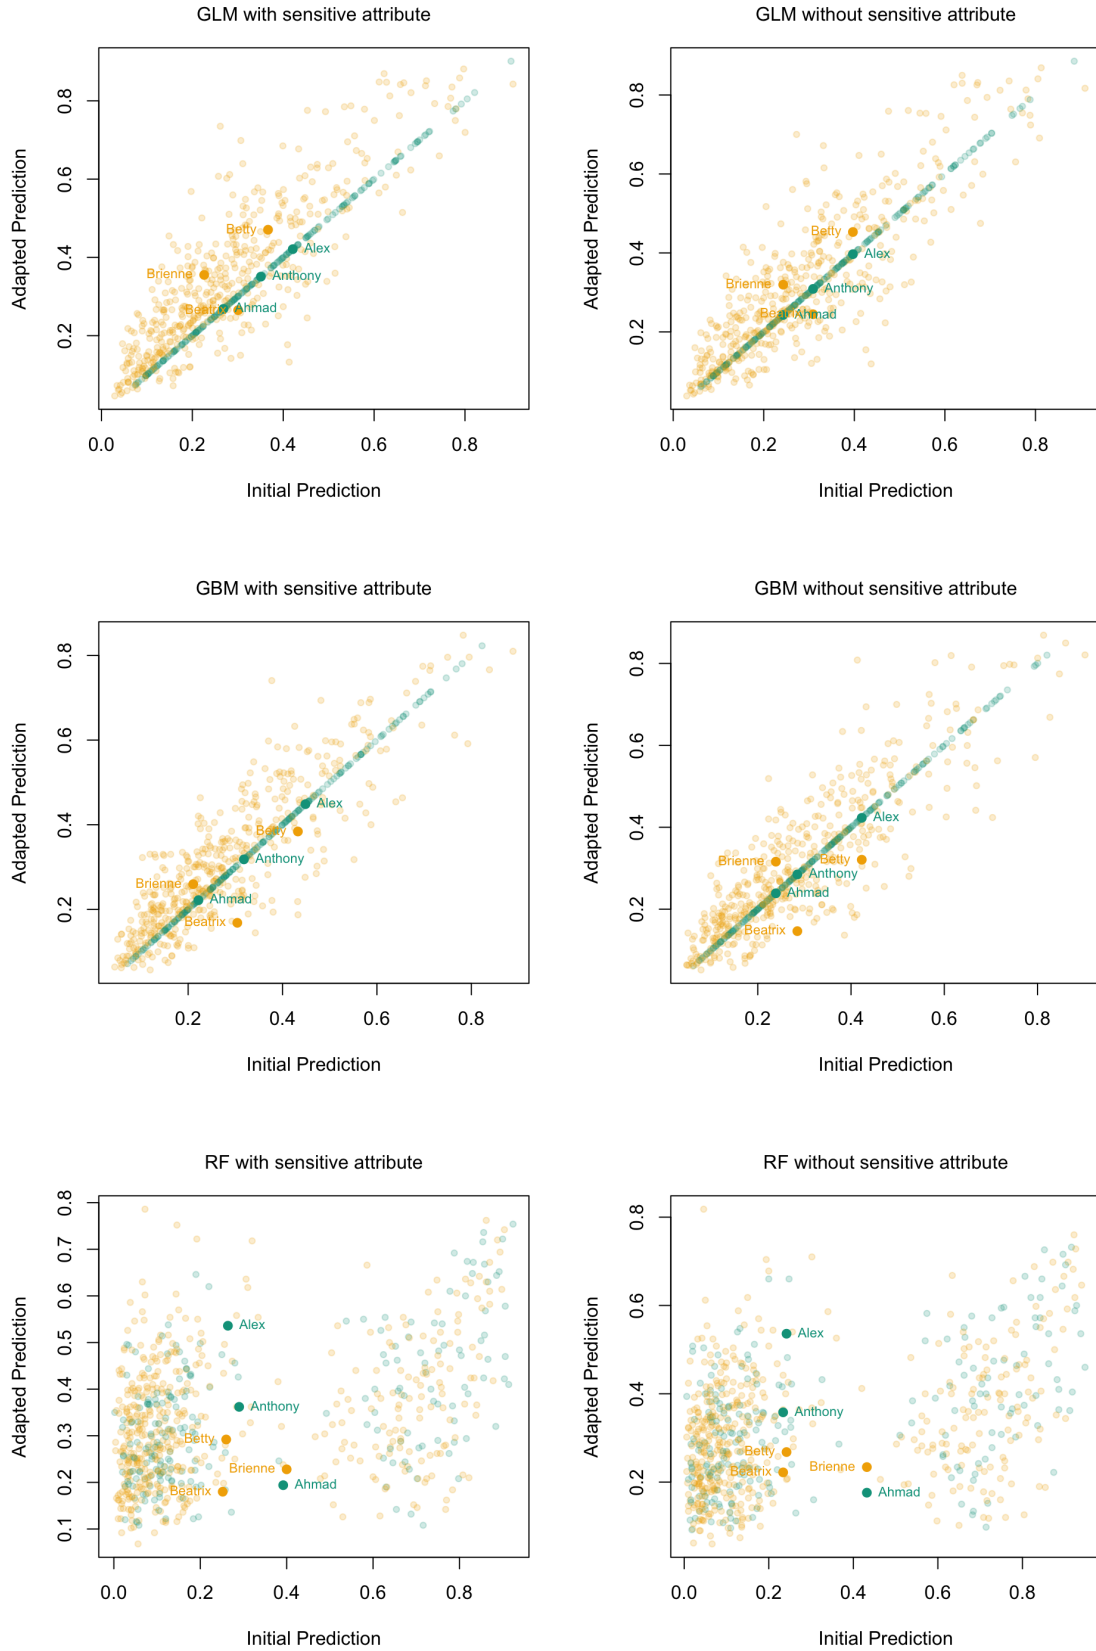 GLM with sensitive attribute
Adapted Prediction
0.8
0.6
0.4
0.2
Betty
Alex
Brienne
Anthony
Beatrix
Ahmad
0.0 0.2 0.4 0.6 0.8
Initial Prediction
GLM without sensitive attribute
Adapted Prediction
0.8
0.6
0.4
0.2
Betty
Alex
Brienne
Anthony
Beatrix
Ahmad
0.0 0.2 0.4 0.6 0.8
Initial Prediction
GBM with sensitive attribute
Adapted Prediction
0.8
0.6
0.4
0.2
Alex
Betty
Anthony
Brienne
Ahmad
Beatrix
0.2 0.4 0.6 0.8
Initial Prediction
GBM without sensitive attribute
Adapted Prediction
0.8
0.6
0.4
0.2
Alex
Brienne
Betty
Anthony
Ahmad
Beatrix
0.2 0.4 0.6 0.8
Initial Prediction
RF with sensitive attribute
Adapted Prediction
0.8
0.7
0.6
0.5
0.4
0.3
0.2
0.1
Alex
Anthony
Betty
Brienne
Ahmad
Beatrix
0.0 0.2 0.4 0.6 0.8
Initial Prediction
RF without sensitive attribute
Adapted Prediction
0.8
0.6
0.4
0.2
Alex
Anthony
Betty
Beatrix
Brienne
Ahmad
0.0 0.2 0.4 0.6 0.8
Initial Prediction